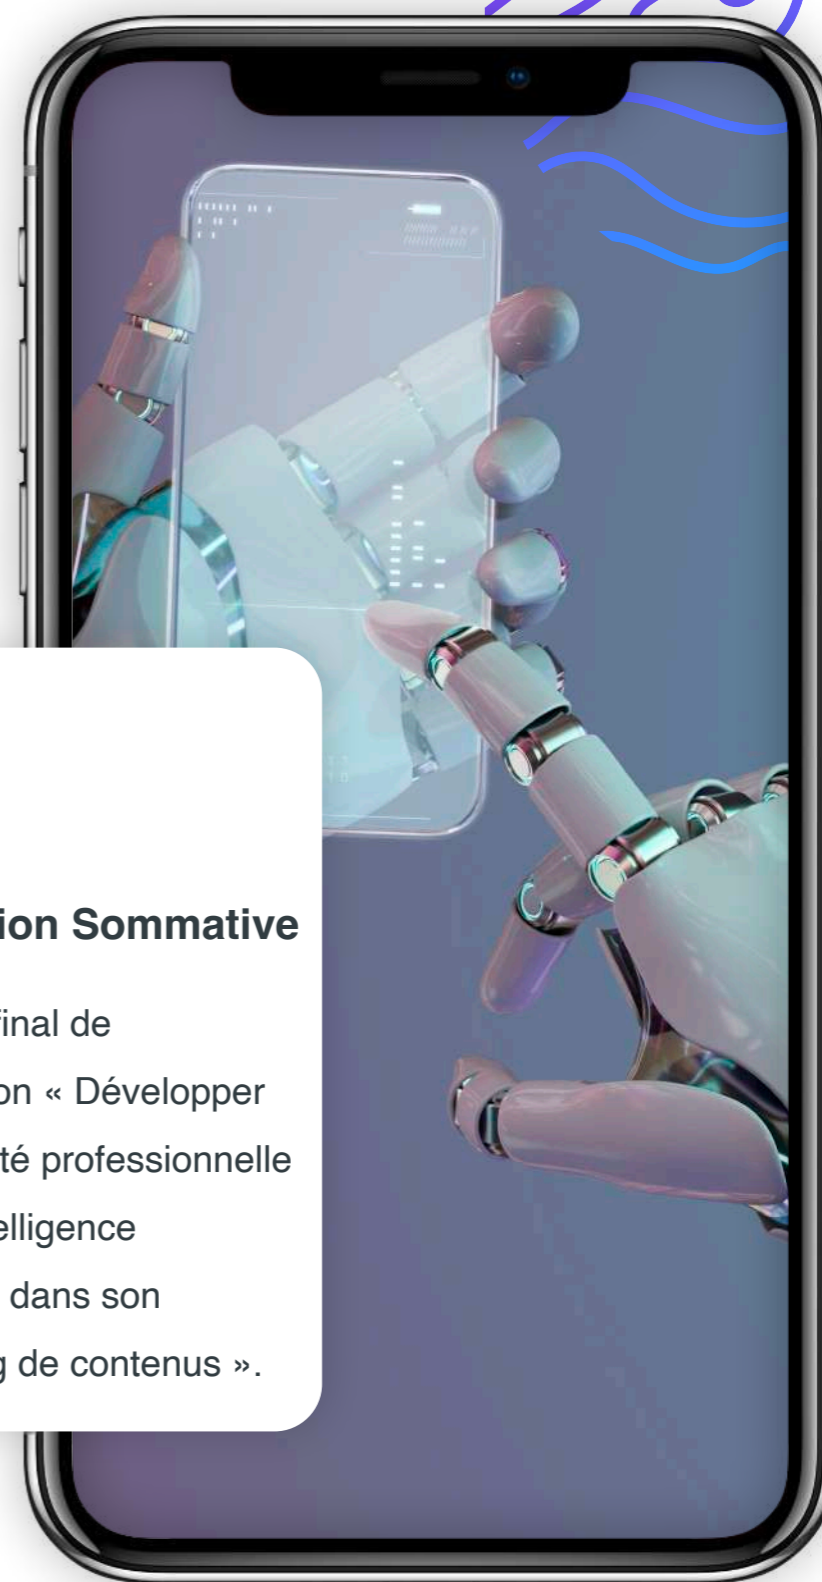 ion Sommative
final de
on « Développer
té professionnelle
elligence
dans son
g de contenus ».